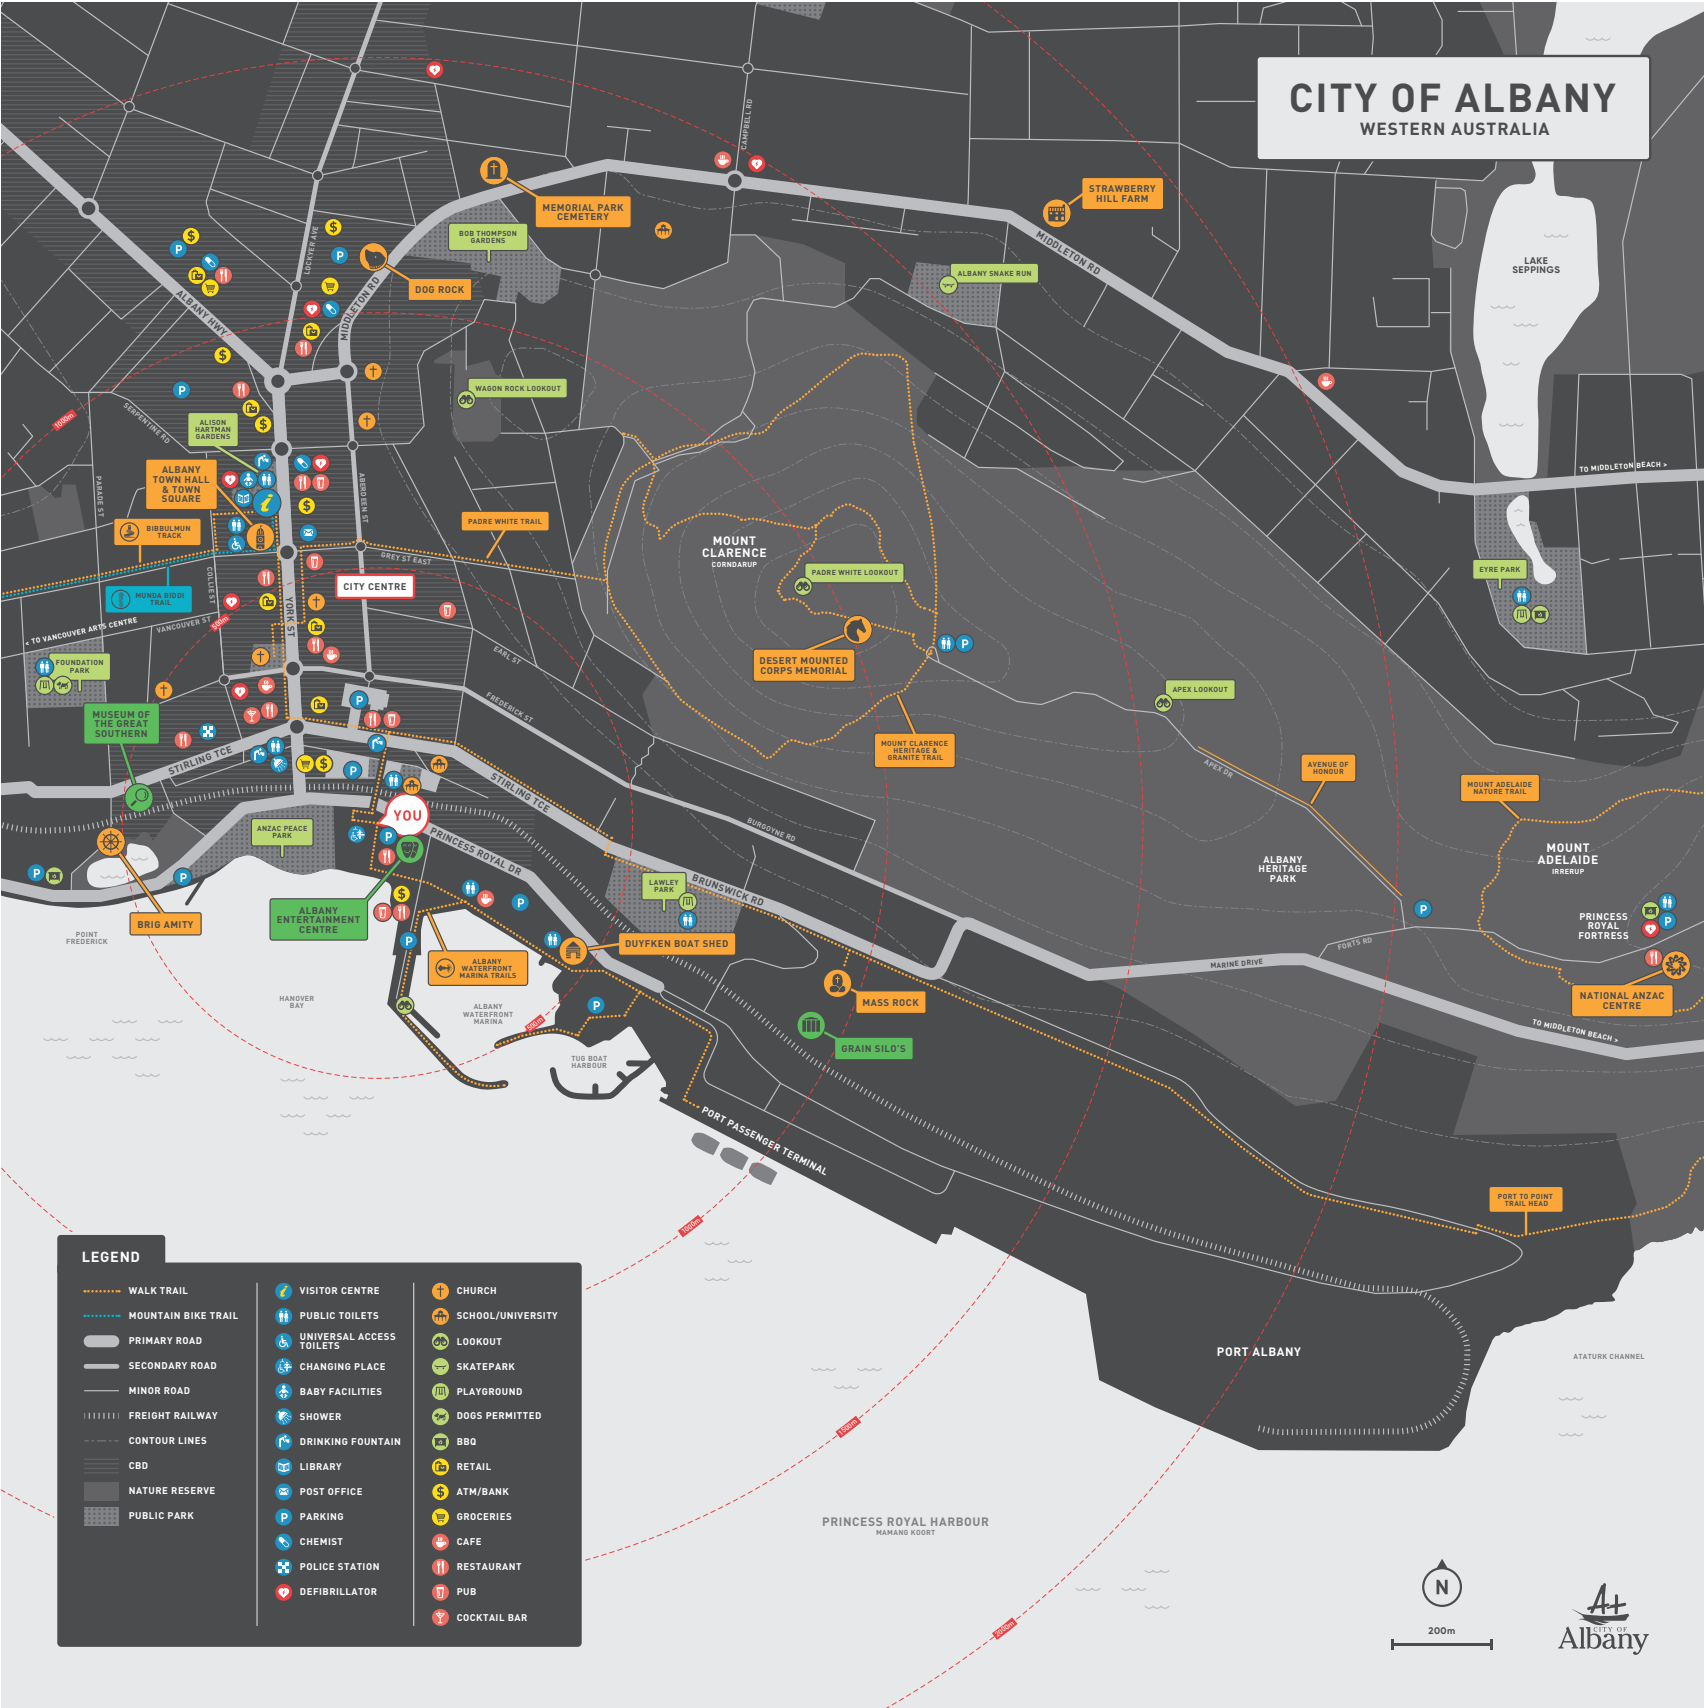 CITY OF ALBANY
WESTERN AUSTRALIA
CAMPBELL RD
STRAWBERRY
HILL FARM
MEMORIAL PARK
CEMETERY
BOB THOMPSON
GARDENS
MIDDLETON RD
LOCKYER AVE
ALBANY SNAKE RUN
LAKE
SEPPINGS
DOG ROCK
ALBANY HWY
MIDDLETON RD
WAGON ROCK LOOKOUT
1000m
SERPENTINE RD
ALISON
HARTMAN
GARDENS
ALBANY
TOWN HALL
& TOWN
SQUARE
PARADE ST
ABERDEEN ST
TO MIDDLETON BEACH >
BIBBULMUN
TRACK
PADRE WHITE TRAIL
MOUNT
CLARENCE
CORNDARUP
GREY ST EAST
PADRE WHITE LOOKOUT
EYRE PARK
COLLIE ST
CITY CENTRE
MUNDA BIDDI
TRAIL
YORK ST
VANCOUVER ST
500m
< TO VANCOUVER ARTS CENTRE
EARL ST
FOUNDATION
PARK
DESERT MOUNTED
CORPS MEMORIAL
APEX LOOKOUT
FREDERICK ST
MUSEUM OF
THE GREAT
SOUTHERN
STIRLING TCE
MOUNT CLARENCE
HERITAGE &
GRANITE TRAIL
APEX DR
AVENUE OF
HONOUR
MOUNT ADELAIDE
NATURE TRAIL
STIRLING TCE
YOU
BURGOYNE RD
ANZAC PEACE
PARK
PRINCESS ROYAL DR
ALBANY
HERITAGE
PARK
MOUNT
ADELAIDE
IRRERUP
LAWLEY
PARK
BRUNSWICK RD
ALBANY
ENTERTAINMENT
CENTRE
BRIG AMITY
PRINCESS
ROYAL
FORTRESS
POINT
FREDERICK
DUYFKEN BOAT SHED
FORTS RD
ALBANY
WATERFRONT
MARINA TRAILS
MARINE DRIVE
HANOVER
BAY
ALBANY
WATERFRONT
MARINA
MASS ROCK
NATIONAL ANZAC
CENTRE
500m
TO MIDDLETON BEACH >
GRAIN SILO'S
TUG BOAT
HARBOUR
PORT PASSENGER TERMINAL
PORT TO POINT
TRAIL HEAD
1000m
PORT ALBANY
ATATURK CHANNEL
1500m
PRINCESS ROYAL HARBOUR
MAMANG KOORT
2000m
LEGEND
WALK TRAIL
MOUNTAIN BIKE TRAIL
PRIMARY ROAD
SECONDARY ROAD
MINOR ROAD
FREIGHT RAILWAY
CONTOUR LINES
CBD
NATURE RESERVE
PUBLIC PARK
VISITOR CENTRE
PUBLIC TOILETS
UNIVERSAL ACCESS
TOILETS
CHANGING PLACE
BABY FACILITIES
SHOWER
DRINKING FOUNTAIN
LIBRARY
POST OFFICE
PARKING
CHEMIST
POLICE STATION
DEFIBRILLATOR
CHURCH
SCHOOL/UNIVERSITY
LOOKOUT
SKATEPARK
PLAYGROUND
DOGS PERMITTED
BBQ
RETAIL
ATM/BANK
GROCERIES
CAFE
RESTAURANT
PUB
COCKTAIL BAR
N
200m
CITY OF
Albany